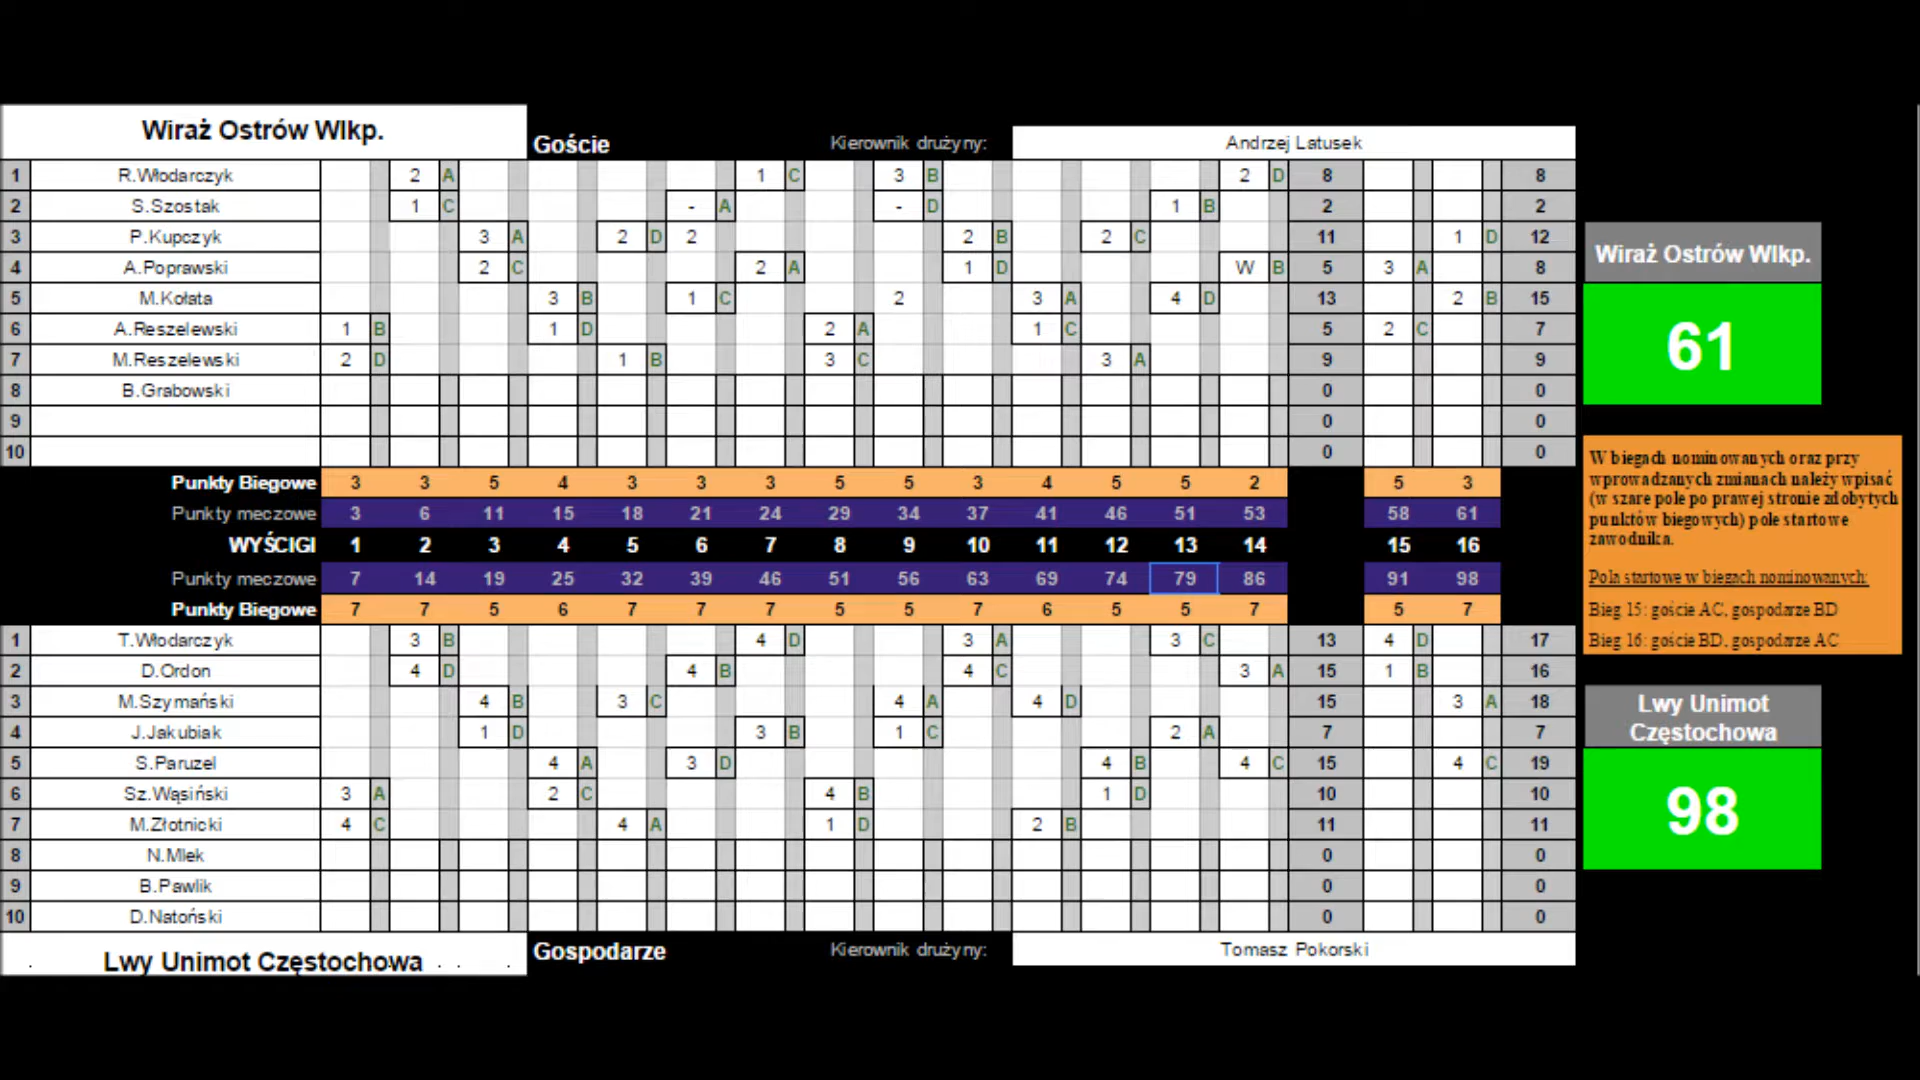 Wiraż Ostrów Wlkp. Goście Kierownik drużyny: Andrzej Latusek
1 R.Włodarczyk 2 A 1 C 3 B 2 D 8 8
2 S.Szostak 1 C - A - D 1 B 2 2
3 P.Kupczyk 3 A 2 D 2 2 B 2 C 11 1 D 12
4 A.Poprawski 2 C 2 A 1 D W B 5 3 A 8
5 M.Kołata 3 B 1 C 2 3 A 4 D 13 2 B 15
6 A.Reszelewski 1 B 1 D 2 A 1 C 5 2 C 7
7 M.Reszelewski 2 D 1 B 3 C 3 A 9 9
8 B.Grabowski 0 0
9 0 0
10 0 0
Punkty Biegowe 3 3 5 4 3 3 3 5 5 3 4 5 5 2 5 3
Punkty meczowe 3 6 11 15 18 21 24 29 34 37 41 46 51 53 58 61
WYŚCIGI 1 2 3 4 5 6 7 8 9 10 11 12 13 14 15 16
Punkty meczowe 7 14 19 25 32 39 46 51 56 63 69 74 79 86 91 98
Punkty Biegowe 7 7 5 6 7 7 7 5 5 7 6 5 5 7 5 7
1 T.Włodarczyk 3 B 4 D 3 A 3 C 13 4 D 17
2 D.Ordon 4 D 4 B 4 C 3 A 15 1 B 16
3 M.Szymański 4 B 3 C 4 A 4 D 15 3 A 18
4 J.Jakubiak 1 D 3 B 1 C 2 A 7 7
5 S.Paruzel 4 A 3 D 4 B 4 C 15 4 C 19
6 Sz.Wąsiński 3 A 2 C 4 B 1 D 10 10
7 M.Złotnicki 4 C 4 A 1 D 2 B 11 11
8 N.Mlek 0 0
9 B.Pawlik 0 0
10 D.Natoński 0 0
Lwy Unimot Częstochowa Gospodarze Kierownik drużyny: Tomasz Pokorski
Wiraż Ostrów Wlkp.
61
W biegach nominowanych oraz przy
wprowadzanych zmianach należy wpisać
(w szare pole po prawej stronie zdobytych
punktów biegowych) pole startowe
zawodnika.
Pola startowe w biegach nominowanych:
Bieg 15: goście AC, gospodarze BD
Bieg 16: goście BD, gospodarze AC
Lwy Unimot
Częstochowa
98